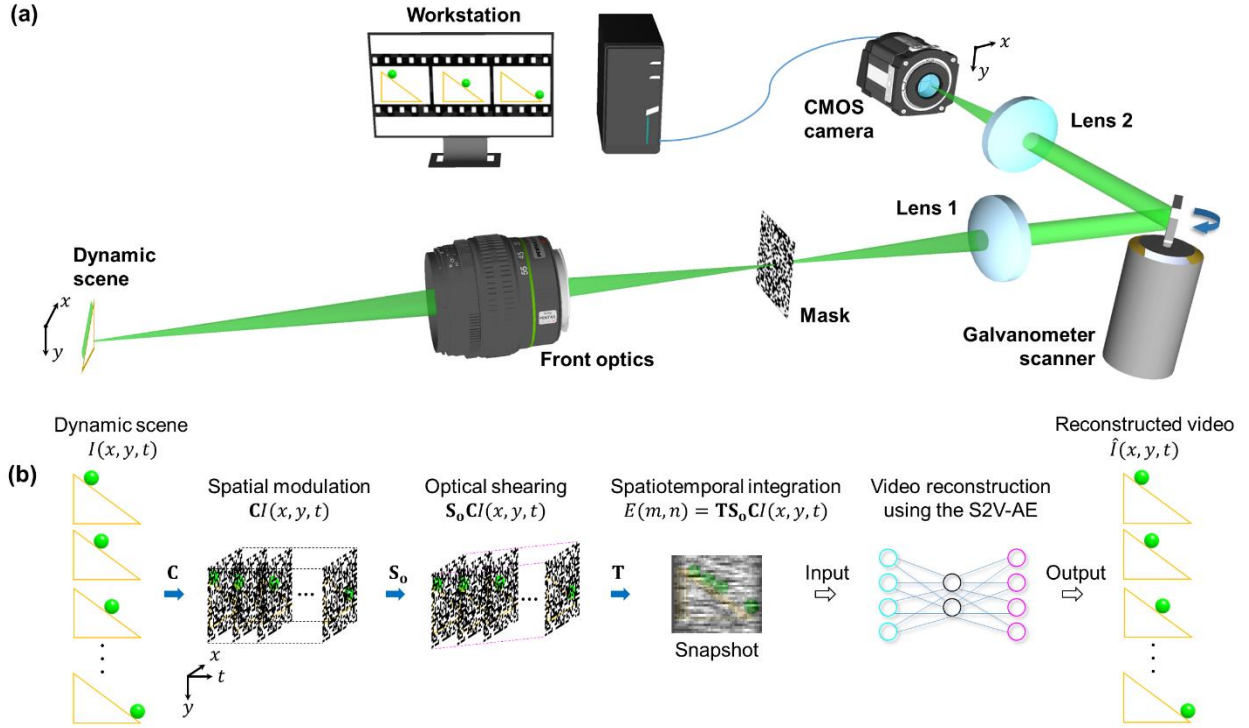 (a)
Workstation
x
y
CMOS
camera
Lens 2
Lens 1
Dynamic
scene
x
y
Front optics
Mask
Galvanometer
scanner
(b)
Dynamic scene
I(x, y, t)
Spatial modulation
CI(x, y, t)
Optical shearing
SₒCI(x, y, t)
Spatiotemporal integration
E(m, n) = TSₒCI(x, y, t)
Video reconstruction
using the S2V-AE
Reconstructed video
Î(x, y, t)
C
Sₒ
T
Input
Output
Snapshot
x
t
y